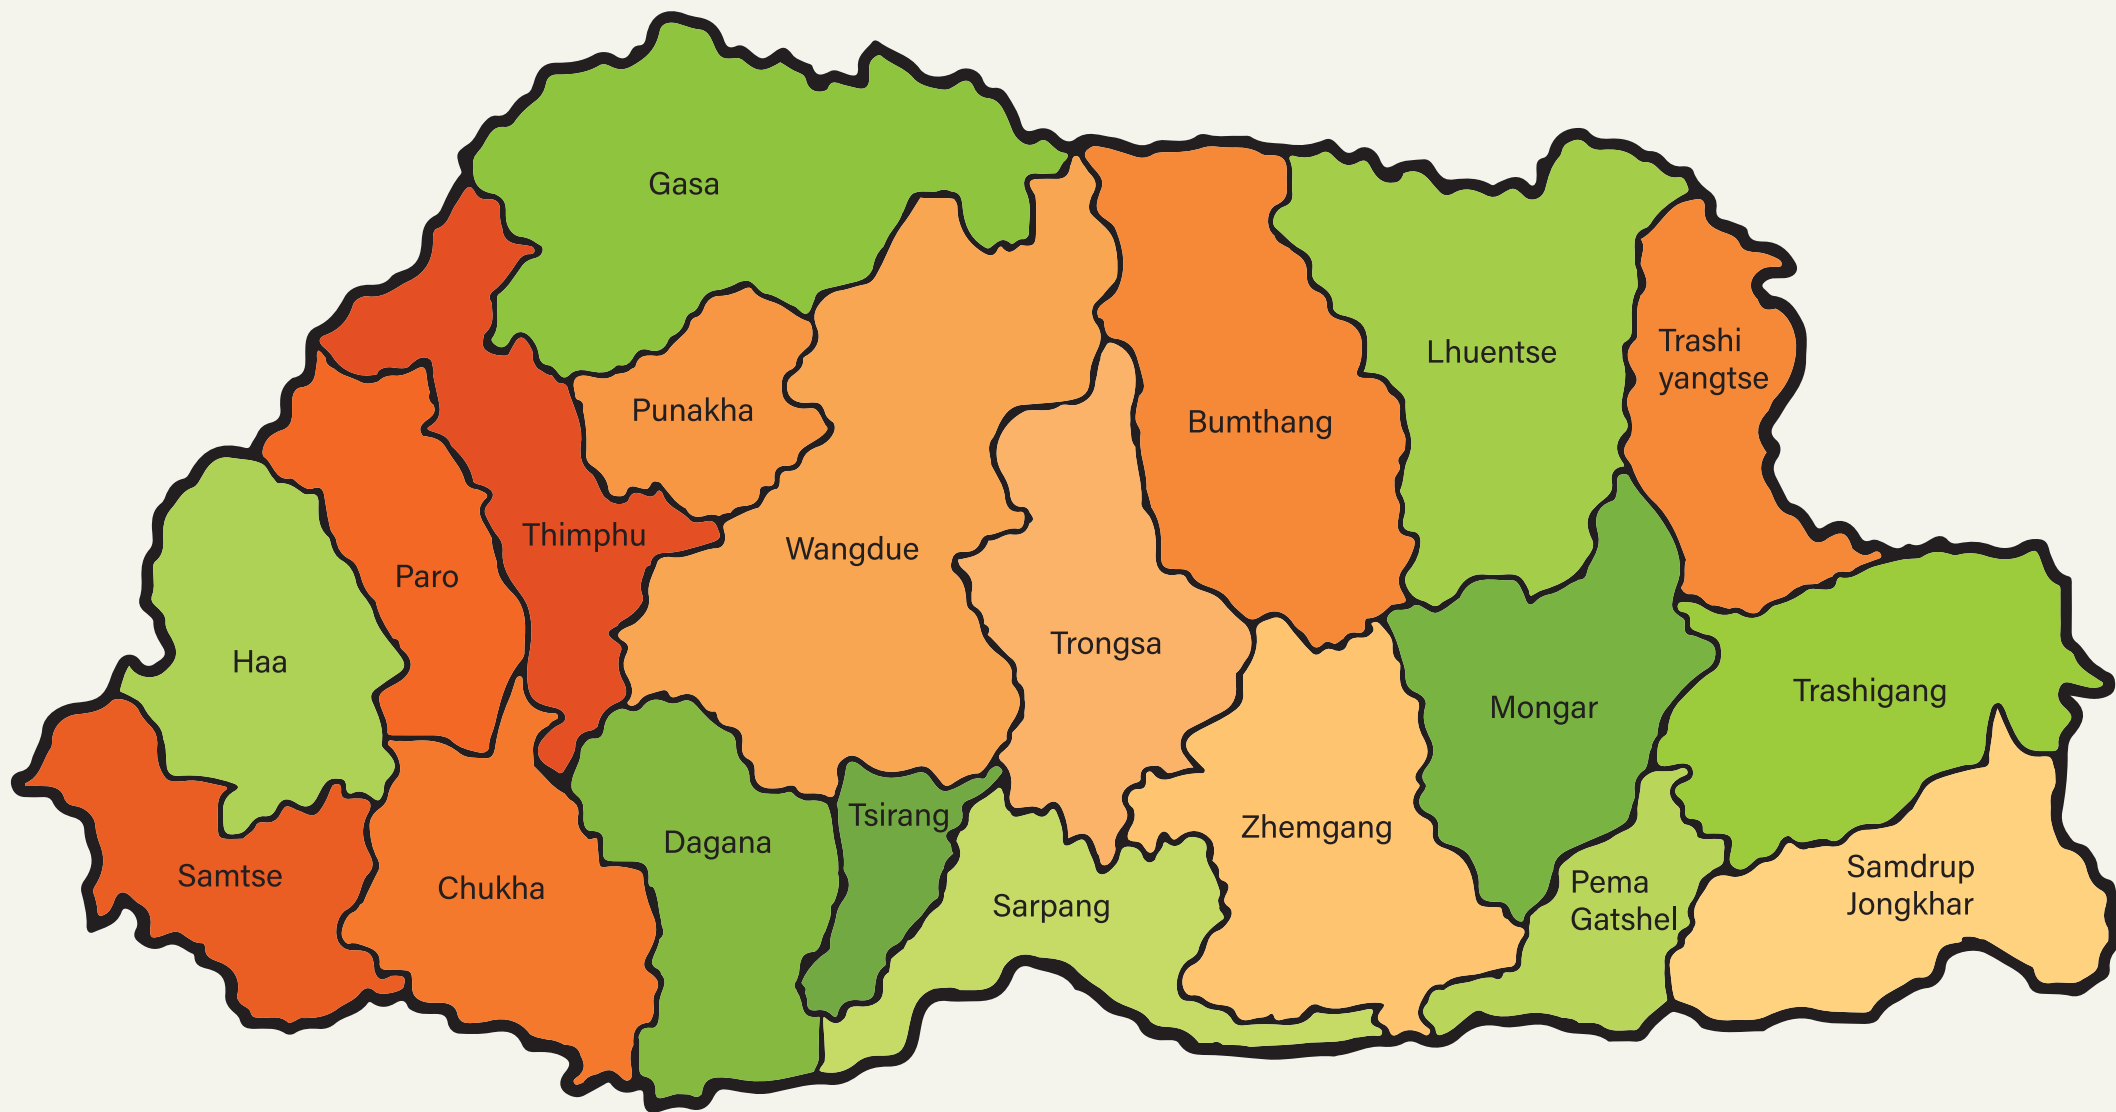 Gasa
Lhuentse
Trashi
yangtse
Punakha
Bumthang
Thimphu
Wangdue
Paro
Trongsa
Haa
Trashigang
Mongar
Tsirang
Zhemgang
Dagana
Samtse
Samdrup
Jongkhar
Pema
Gatshel
Chukha
Sarpang